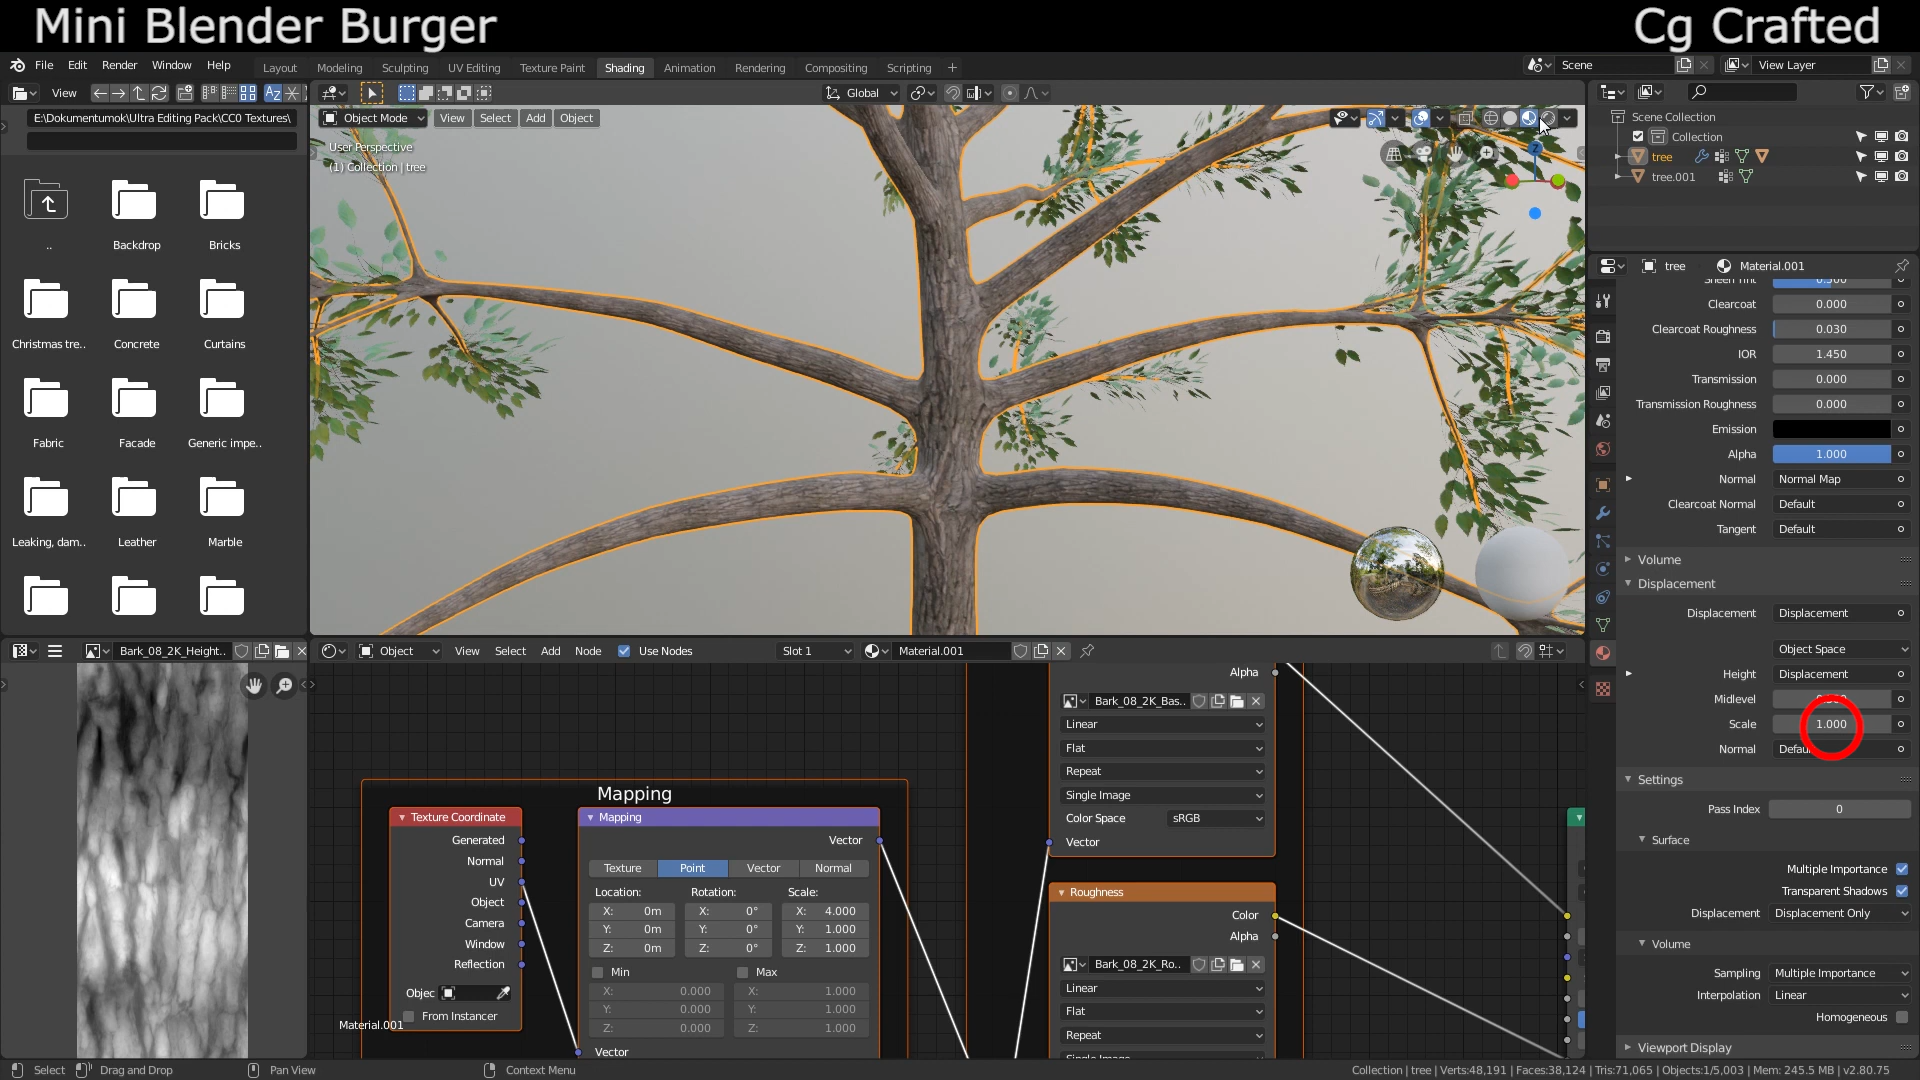 Mini Blender Burger
Cg Crafted
File Edit Render Window Help
Layout Modeling Sculpting UV Editing Texture Paint Shading Animation Rendering Compositing Scripting +
Scene
View Layer
View
Global
E:\Dokumentumok\Ultra Editing Pack\CC0 Textures\
Object Mode View Select Add Object
User Perspective
(1) Collection | tree
Z
Scene Collection
Collection
tree
tree.001
..
Backdrop
Bricks
Christmas tre..
Concrete
Curtains
Fabric
Facade
Generic impe..
Leaking, dam..
Leather
Marble
tree Material.001
Clearcoat 0.000
Clearcoat Roughness 0.030
IOR 1.450
Transmission 0.000
Transmission Roughness 0.000
Emission
Alpha 1.000
Normal Normal Map
Clearcoat Normal Default
Tangent Default
Volume
Displacement
Displacement Displacement
Object Space
Height Displacement
Midlevel
Scale 1.000
Normal
Settings
Pass Index 0
Surface
Multiple Importance
Transparent Shadows
Displacement Displacement Only
Volume
Sampling Multiple Importance
Interpolation Linear
Homogeneous
Viewport Display
Bark_08_2K_Height..
Object View Select Add Node Use Nodes Slot 1 Material.001
Mapping
Texture Coordinate
Generated
Normal
UV
Object
Camera
Window
Reflection
Objec
From Instancer
Material.001
Mapping
Vector
Texture Point Vector Normal
Location: Rotation: Scale:
X: 0m X: 0° X: 4.000
Y: 0m Y: 0° Y: 1.000
Z: 0m Z: 0° Z: 1.000
Min Max
X: 0.000 X: 1.000
Y: 0.000 Y: 1.000
Z: 0.000 Z: 1.000
Vector
Alpha
Bark_08_2K_Bas..
Linear
Flat
Repeat
Single Image
Color Space sRGB
Vector
Roughness
Color
Alpha
Bark_08_2K_Ro..
Linear
Flat
Repeat
Select Drag and Drop Pan View Context Menu
Collection | tree | Verts:48,191 | Faces:38,124 | Tris:71,065 | Objects:1/5,003 | Mem: 245.5 MB | v2.80.75